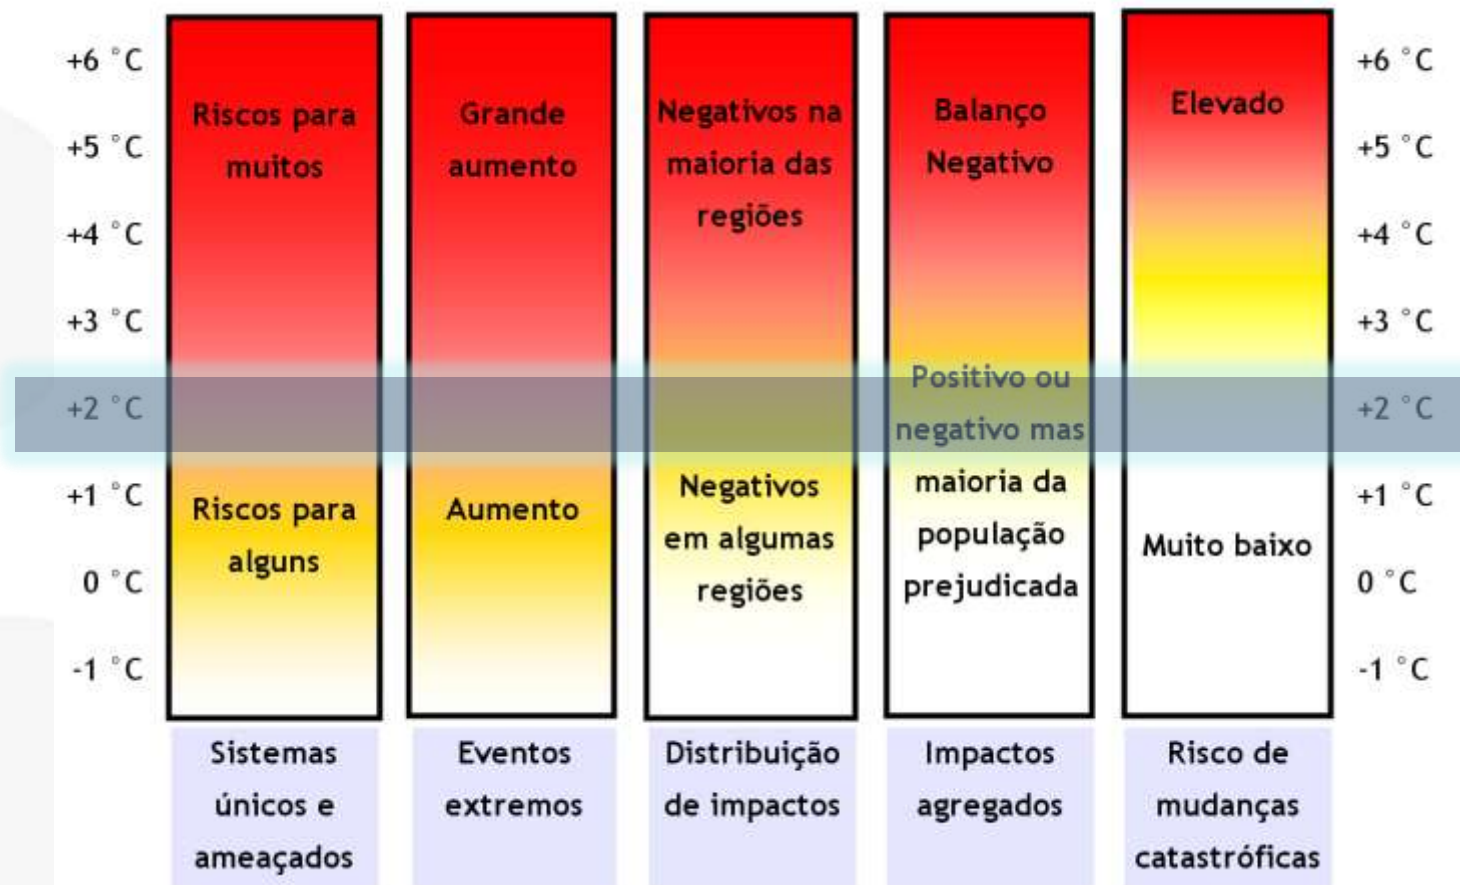 +6 °C
+5 °C
+4 °C
+3 °C
+2 °C
+1 °C
0 °C
-1 °C
Riscos para
muitos
Riscos para
alguns
Sistemas
únicos e
ameaçados
Grande
aumento
Aumento
Eventos
extremos
Negativos na
maioria das
regiões
Negativos
em algumas
regiões
Distribuição
de impactos
Balanço
Negativo
Positivo ou
negativo mas
maioria da
população
prejudicada
Impactos
agregados
Elevado
Muito baixo
Risco de
mudanças
catastróficas
+6 °C
+5 °C
+4 °C
+3 °C
+2 °C
+1 °C
0 °C
-1 °C